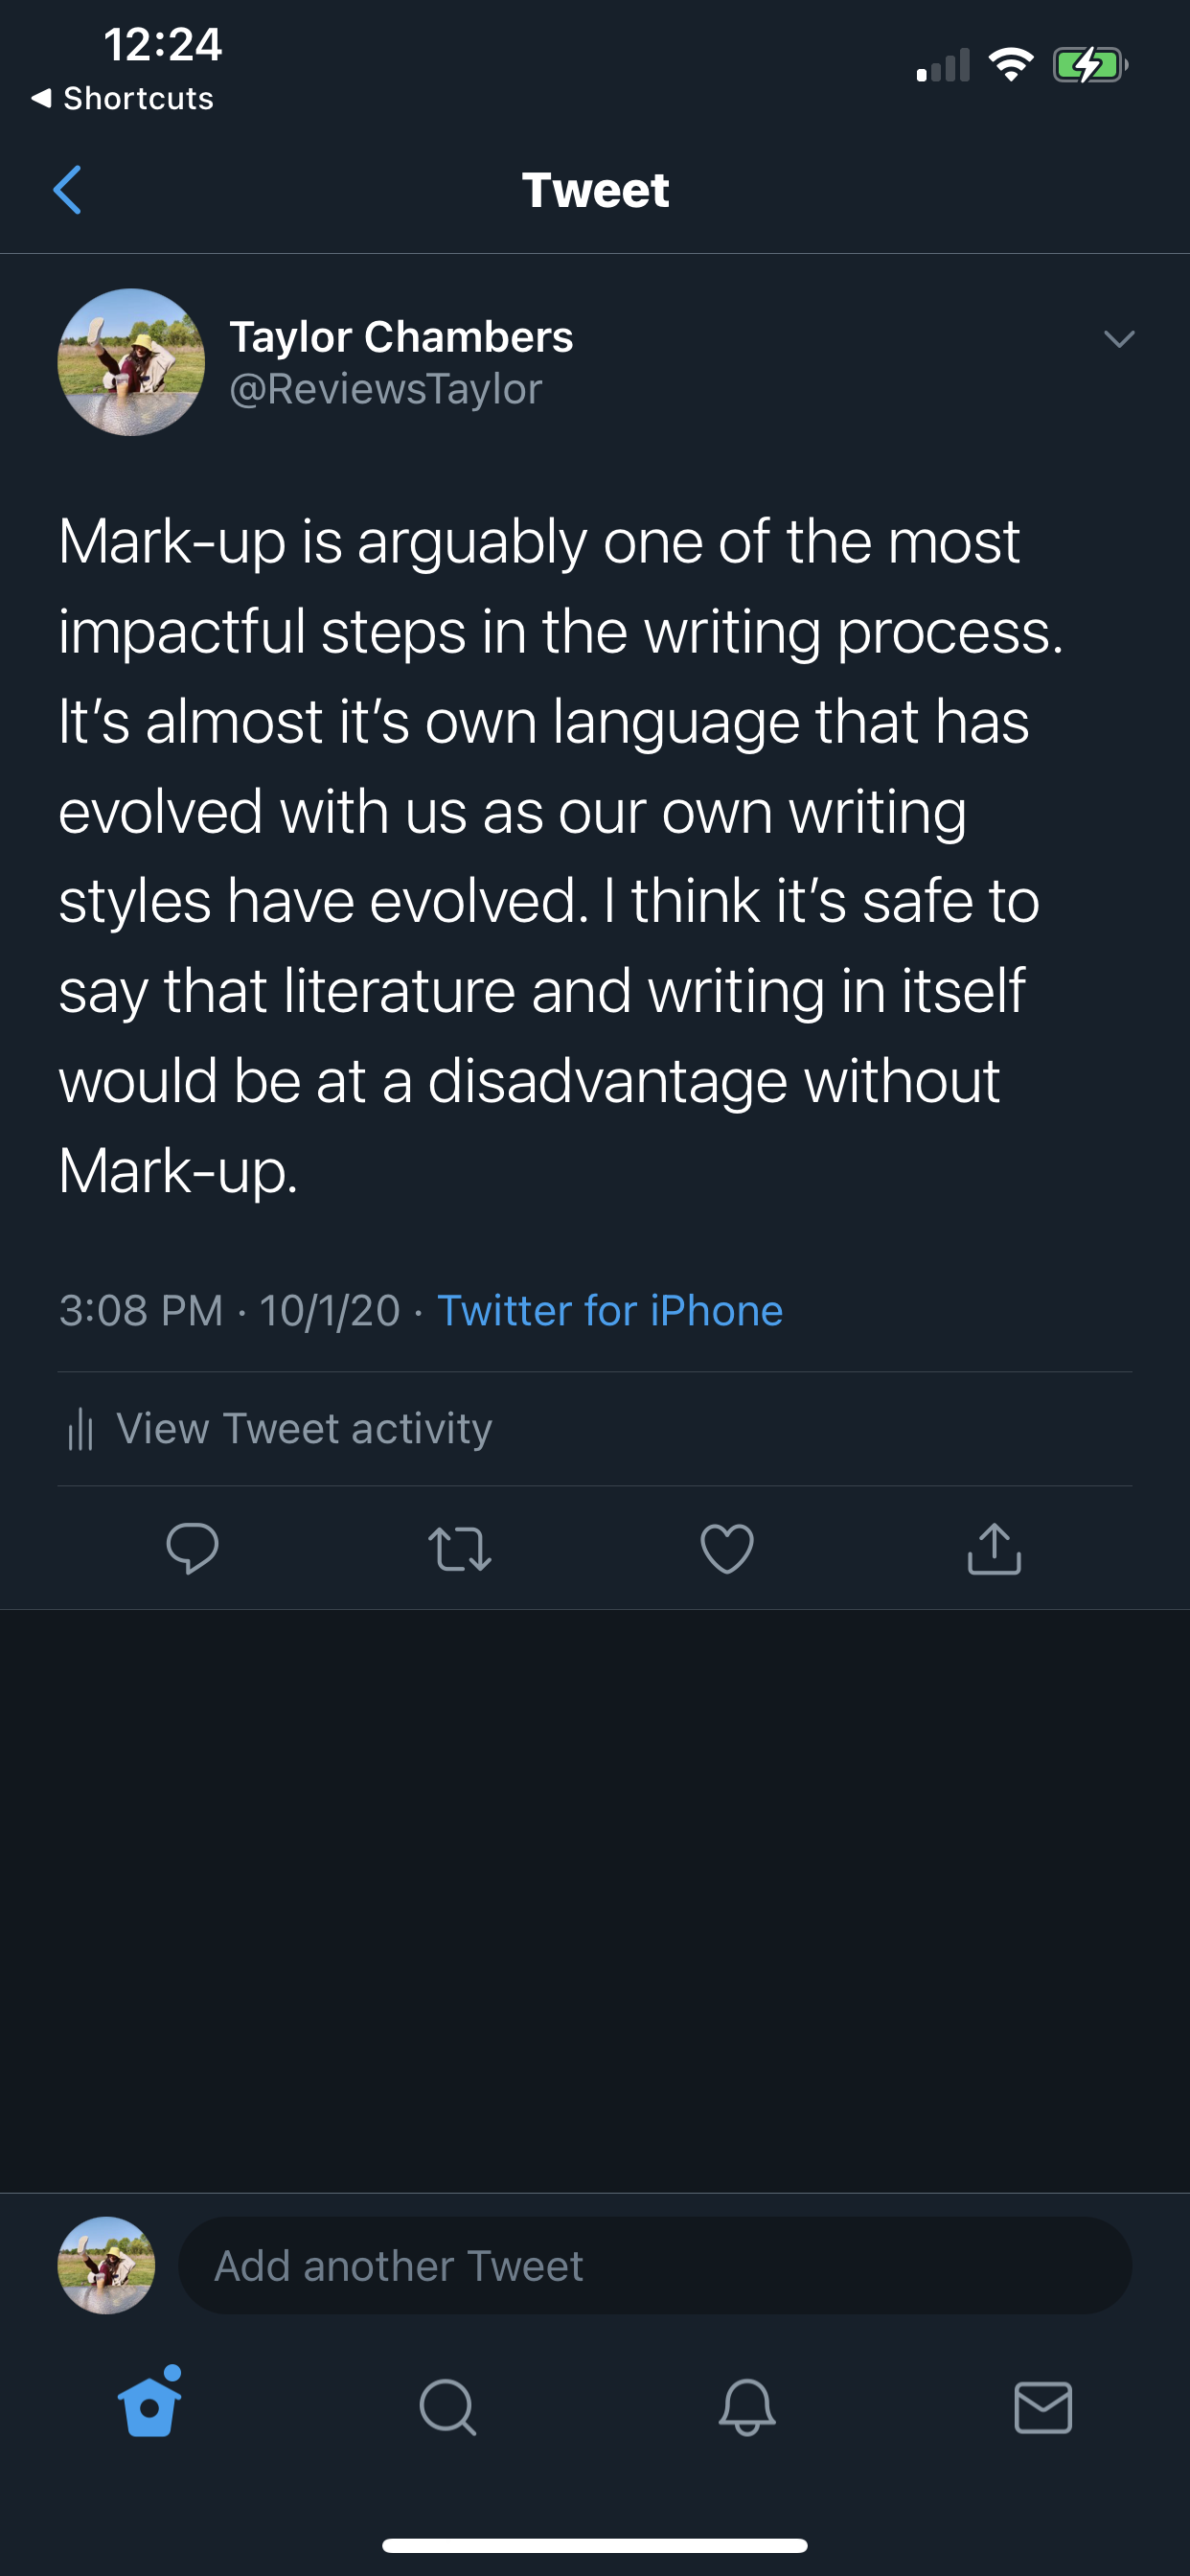 12:24
◀ Shortcuts
Tweet
Taylor Chambers
@ReviewsTaylor
Mark-up is arguably one of the most
impactful steps in the writing process.
It’s almost it’s own language that has
evolved with us as our own writing
styles have evolved. I think it’s safe to
say that literature and writing in itself
would be at a disadvantage without
Mark-up.
3:08 PM · 10/1/20 · Twitter for iPhone
View Tweet activity
Add another Tweet